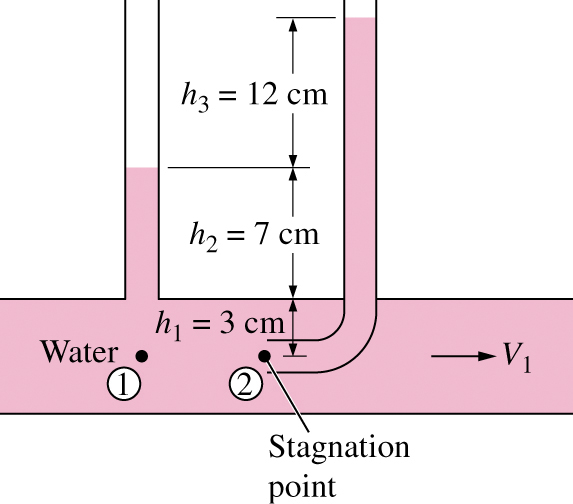 h₃ = 12 cm
h₂ = 7 cm
h₁ = 3 cm
Water
V₁
1
2
Stagnation
point